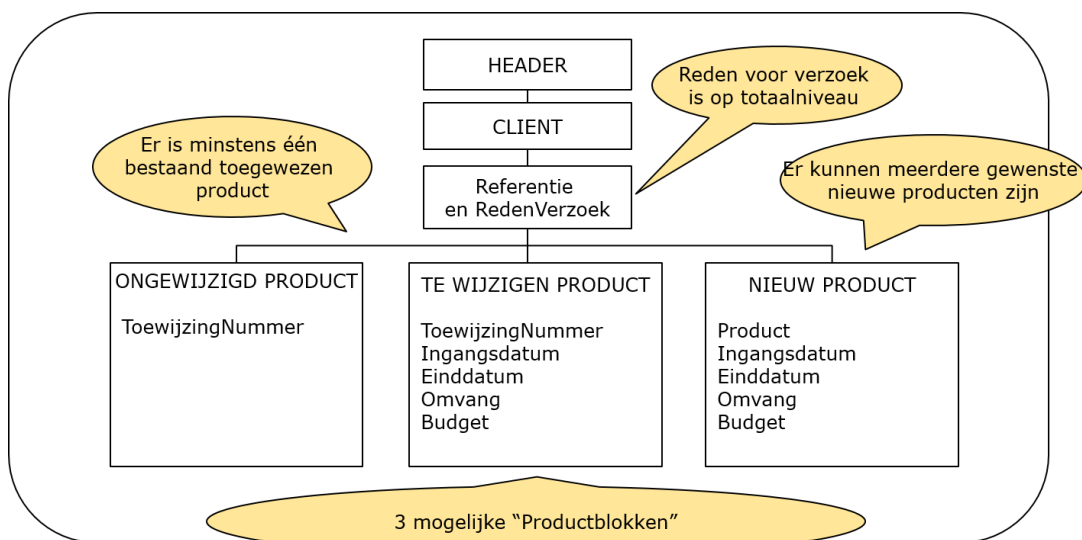 HEADER
Reden voor verzoek
is op totaalniveau
CLIENT
Er is minstens één
bestaand toegewezen
product
Er kunnen meerdere gewenste
nieuwe producten zijn
Referentie
en RedenVerzoek
ONGEWIJZIGD PRODUCT
ToewijzingNummer
TE WIJZIGEN PRODUCT
ToewijzingNummer
Ingangsdatum
Einddatum
Omvang
Budget
NIEUW PRODUCT
Product
Ingangsdatum
Einddatum
Omvang
Budget
3 mogelijke “Productblokken”